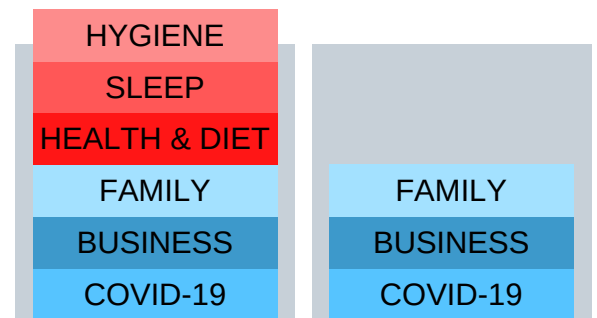 HYGIENE
SLEEP
HEALTH & DIET
FAMILY
BUSINESS
COVID-19
FAMILY
BUSINESS
COVID-19